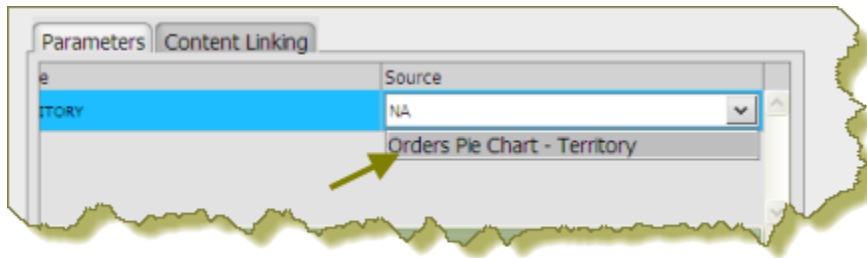 Parameters Content Linking
e Source
ITORY NA
Orders Pie Chart - Territory